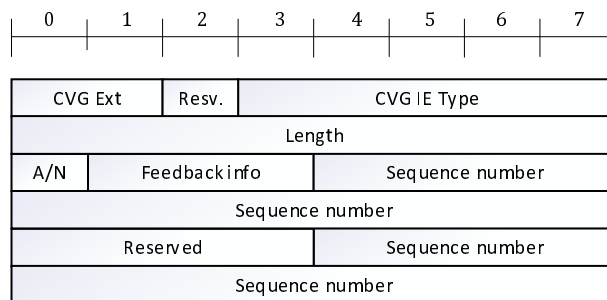 0 1 2 3 4 5 6 7
CVG Ext Resv. CVG IE Type
Length
A/N Feedback info Sequence number
Sequence number
Reserved Sequence number
Sequence number